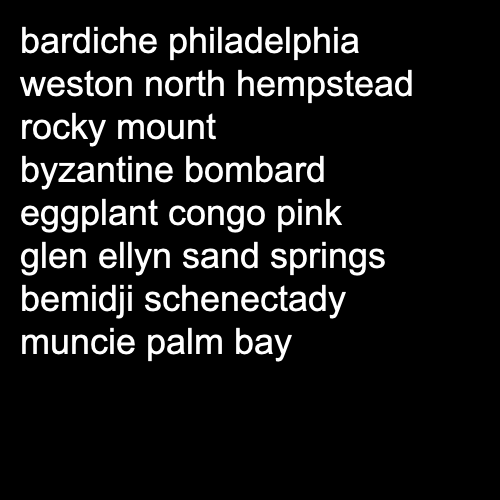 bardiche philadelphia
weston north hempstead
rocky mount
byzantine bombard
eggplant congo pink
glen ellyn sand springs
bemidji schenectady
muncie palm bay